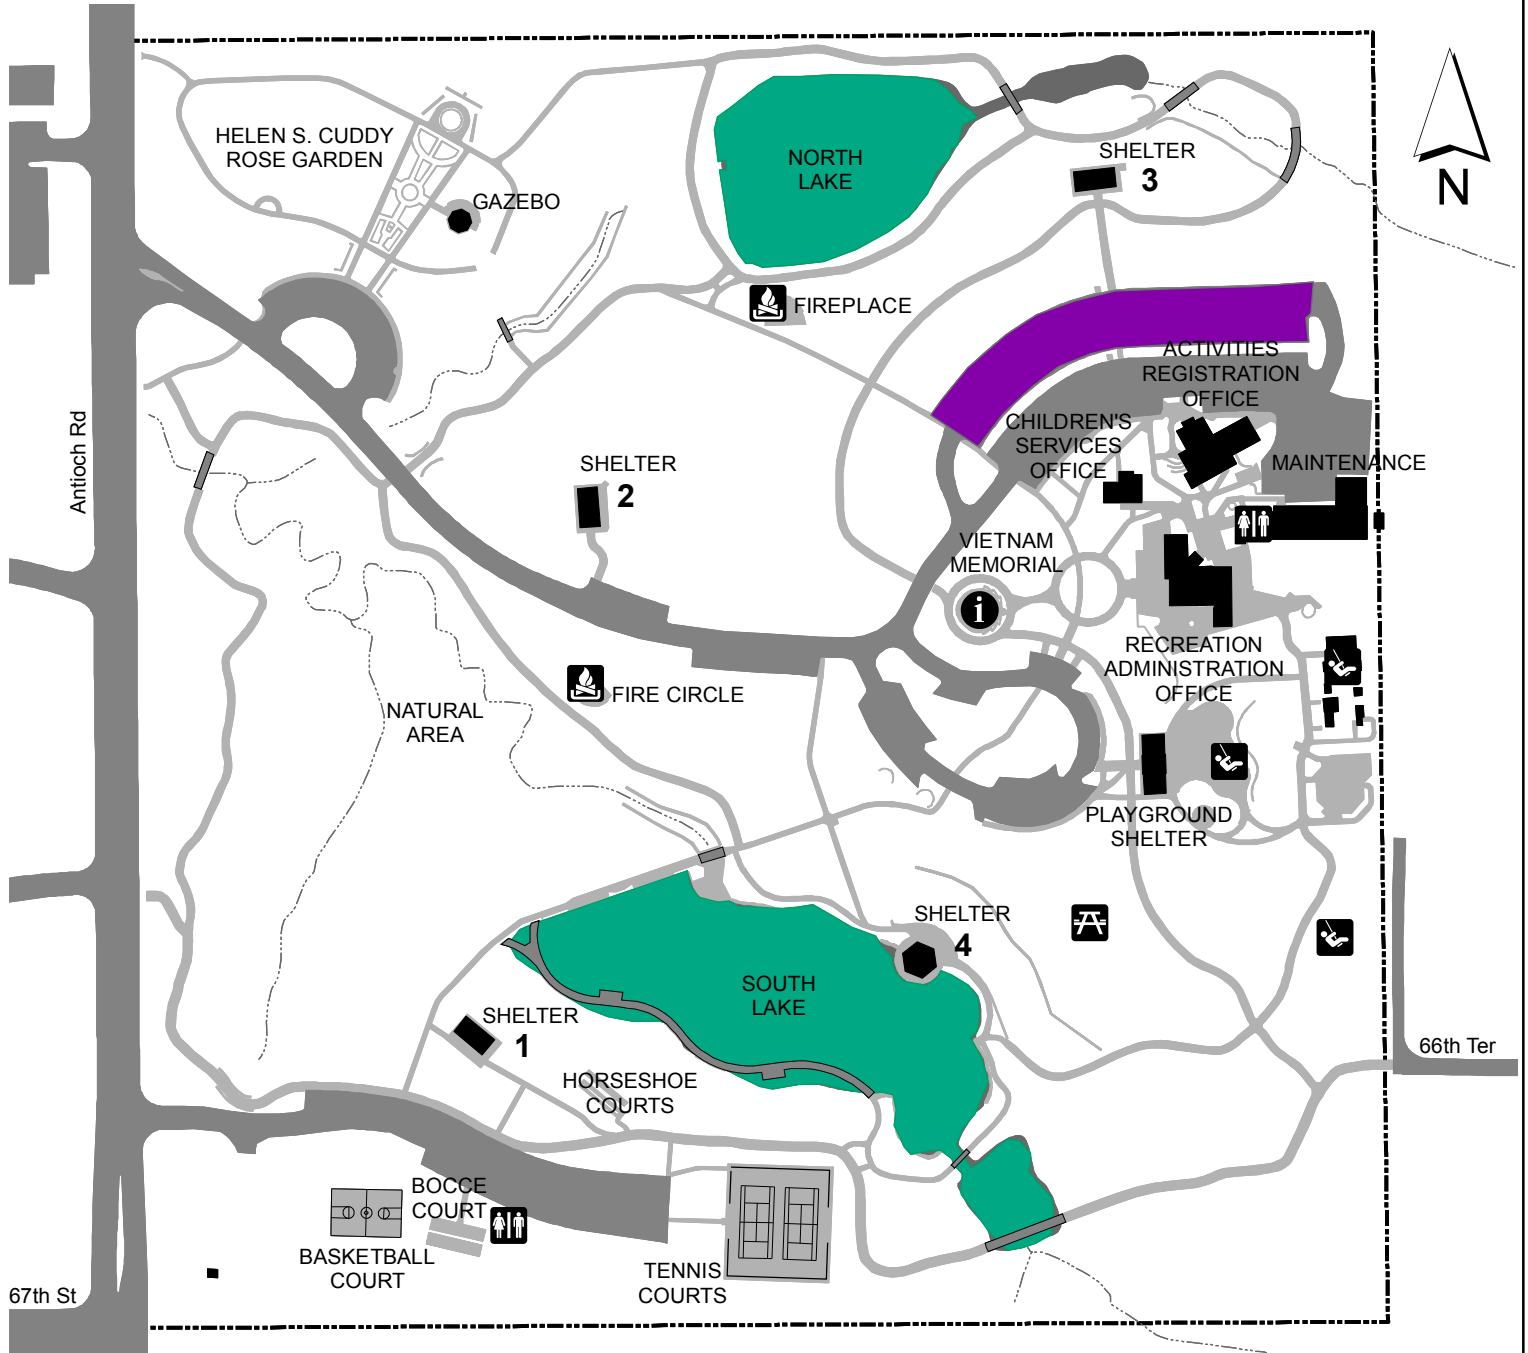 HELEN S. CUDDY
ROSE GARDEN
GAZEBO
NORTH
LAKE
SHELTER
3
N
FIREPLACE
ACTIVITIES
REGISTRATION
OFFICE
CHILDREN'S
SERVICES
OFFICE
MAINTENANCE
Antioch Rd
SHELTER
2
VIETNAM
MEMORIAL
i
RECREATION
ADMINISTRATION
OFFICE
FIRE CIRCLE
NATURAL
AREA
PLAYGROUND
SHELTER
SHELTER
4
SOUTH
LAKE
SHELTER
1
66th Ter
HORSESHOE
COURTS
BOCCE
COURT
BASKETBALL
COURT
TENNIS
COURTS
67th St